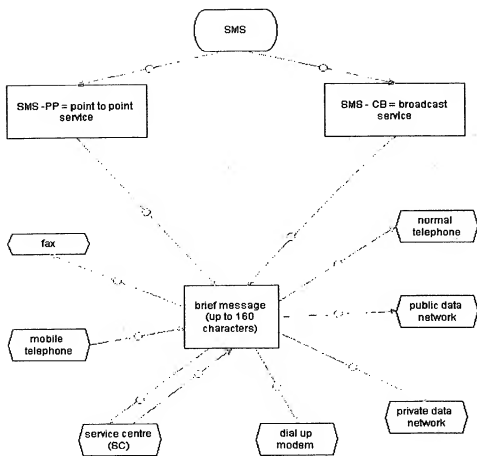 SMS
SMS -PP = point to point
service
SMS - CB = broadcast
service
normal
telephone
fax
brief message
(up to 160
characters)
public data
network
mobile
telephone
private data
network
service centre
(SC)
dial up
modem